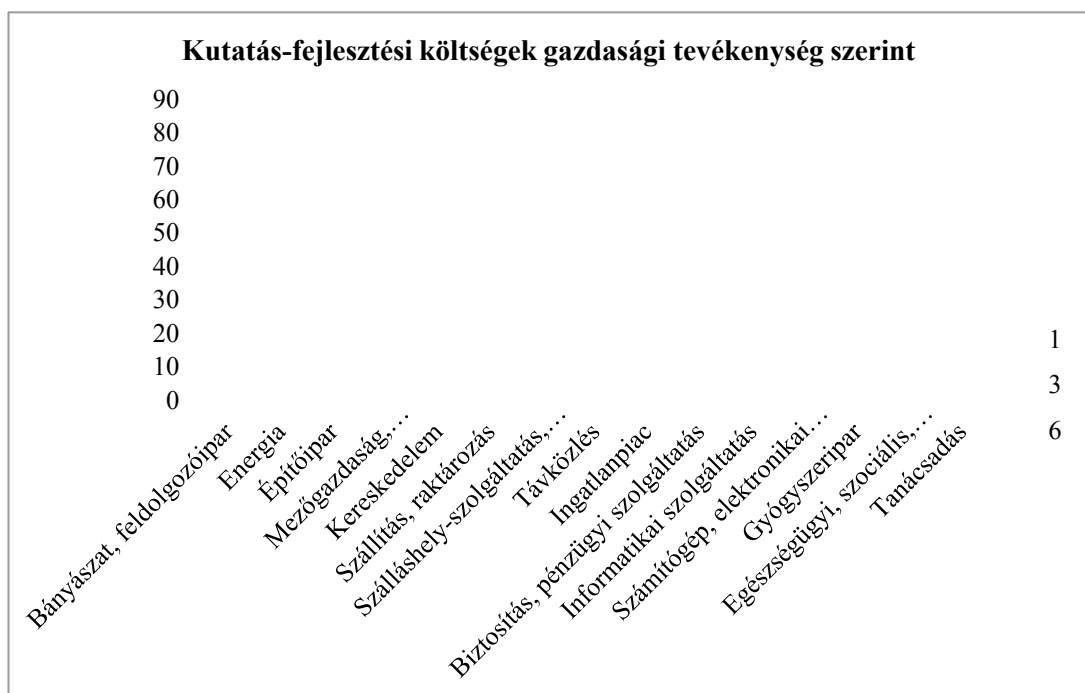 Kutatás-fejlesztési költségek gazdasági tevékenység szerint
90
80
70
60
50
40
30
20
10
0
Bányászat, feldolgozóipar
Energia
Építőipar
Mezőgazdaság,…
Kereskedelem
Szállítás, raktározás
Szálláshely-szolgáltatás,…
Távközlés
Ingatlanpiac
Biztosítás, pénzügyi szolgáltatás
Informatikai szolgáltatás
Számítógép, elektronikai…
Gyógyszeripar
Egészségügyi, szociális,…
Tanácsadás
1
3
6